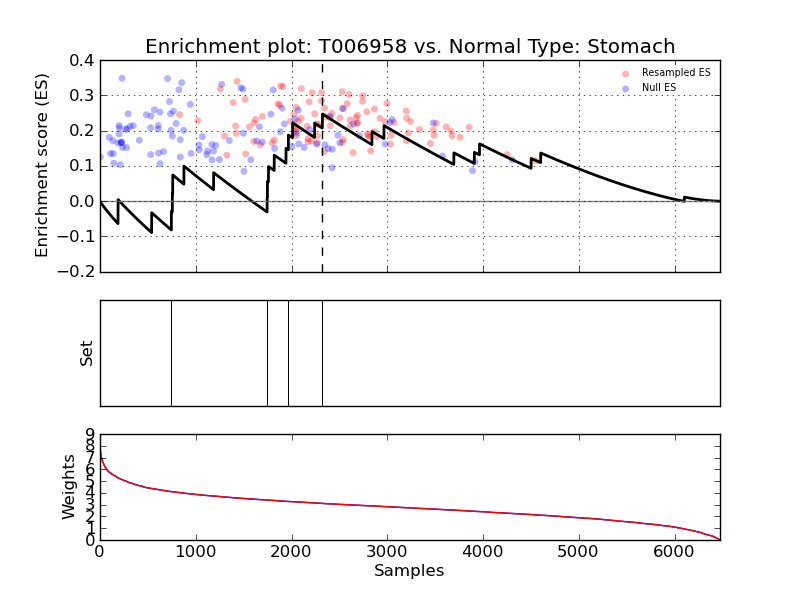 Enrichment plot: T006958 vs. Normal Type: Stomach
Enrichment score (ES)
0.4
0.3
0.2
0.1
0.0
−0.1
−0.2
Resampled ES
Null ES
Set
Weights
9
8
7
6
5
4
3
2
1
0
0 1000 2000 3000 4000 5000 6000
Samples